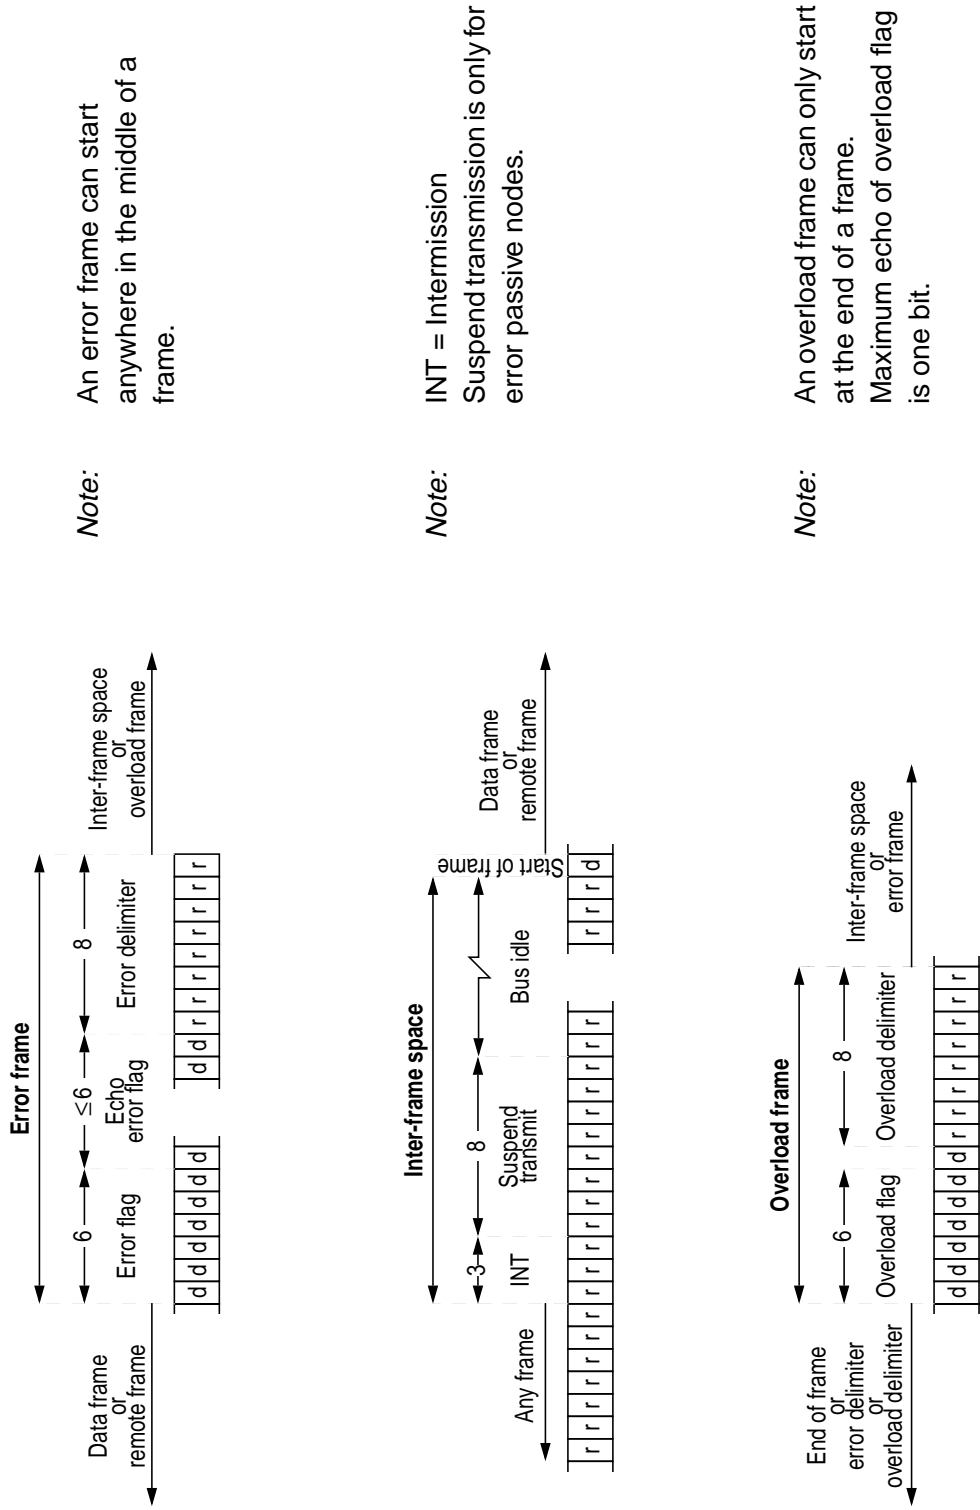 Error frame
Data frame
or
remote frame
6
Error flag
≤6
Echo
error flag
8
Error delimiter
Inter-frame space
or
overload frame
d d d d d d d d d r r r r r r r r
Note: An error frame can start
anywhere in the middle of a
frame.
Inter-frame space
Any frame
3
INT
8
Suspend
transmit
Bus idle
Start of frame
Data frame
or
remote frame
r r r r r r r r r r r r r r r r r r r r r r r d
Note: INT = Intermission
Suspend transmission is only for
error passive nodes.
Overload frame
End of frame
or
error delimiter
or
overload delimiter
6
Overload flag
8
Overload delimiter
Inter-frame space
or
error frame
d d d d d d d r r r r r r r r
Note: An overload frame can only start
at the end of a frame.
Maximum echo of overload flag
is one bit.